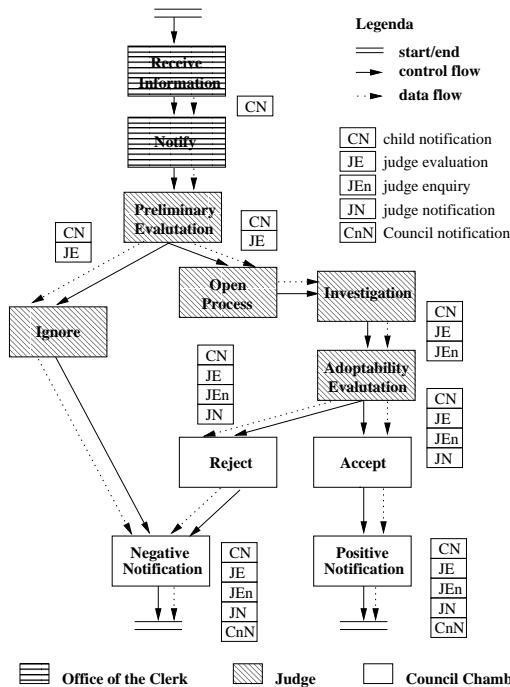 Legenda
start/end
control flow
data flow
Receive
Information
CN
Notify
CN child notification
JE judge evaluation
JEn judge enquiry
JN judge notification
CnN Council notification
Preliminary
Evalutation
CN
JE
CN
JE
Open
Process
Investigation
Ignore
CN
JE
JEn
Adoptability
Evalutation
CN
JE
JEn
JN
CN
JE
JEn
JN
Reject
Accept
Negative
Notification
CN
JE
JEn
JN
CnN
Positive
Notification
CN
JE
JEn
JN
CnN
Office of the Clerk
Judge
Council Chamb